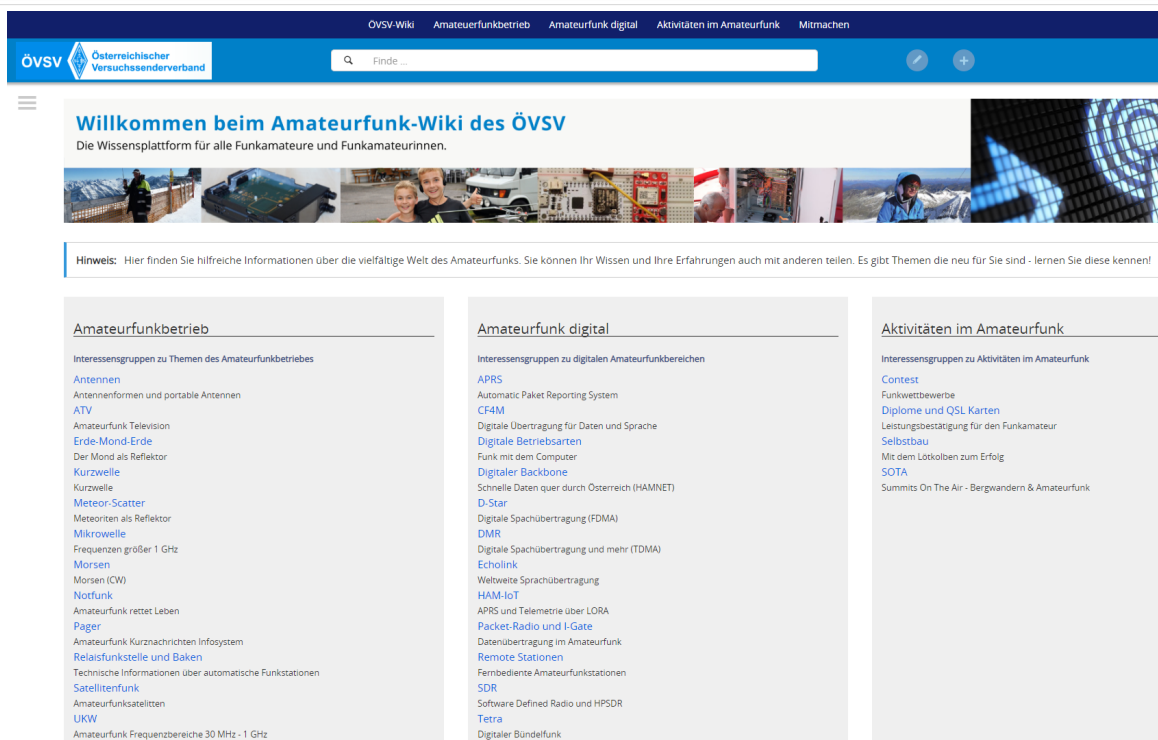 ÖVSV-Wiki Amateuerfunkbetrieb Amateurfunk digital Aktivitäten im Amateurfunk Mitmachen
ÖVSV
Österreichischer
Versuchssenderverband
Finde ...
Willkommen beim Amateurfunk-Wiki des ÖVSV
Die Wissensplattform für alle Funkamateure und Funkamateurinnen.
Hinweis: Hier finden Sie hilfreiche Informationen über die vielfältige Welt des Amateurfunks. Sie können Ihr Wissen und Ihre Erfahrungen auch mit anderen teilen. Es gibt Themen die neu für Sie sind - lernen Sie diese kennen!
Amateurfunkbetrieb
Interessensgruppen zu Themen des Amateurfunkbetriebes
Antennen
Antennenformen und portable Antennen
ATV
Amateurfunk Television
Erde-Mond-Erde
Der Mond als Reflektor
Kurzwelle
Kurzwelle
Meteor-Scatter
Meteoriten als Reflektor
Mikrowelle
Frequenzen größer 1 GHz
Morsen
Morsen (CW)
Notfunk
Amateurfunk rettet Leben
Pager
Amateurfunk Kurznachrichten Infosystem
Relaisfunkstelle und Baken
Technische Informationen über automatische Funkstationen
Satellitenfunk
Amateurfunksatelitten
UKW
Amateurfunk Frequenzbereiche 30 MHz - 1 GHz
Amateurfunk digital
Interessensgruppen zu digitalen Amateurfunkbereichen
APRS
Automatic Paket Reporting System
CF4M
Digitale Übertragung für Daten und Sprache
Digitale Betriebsarten
Funk mit dem Computer
Digitaler Backbone
Schnelle Daten quer durch Österreich (HAMNET)
D-Star
Digitale Spachübertragung (FDMA)
DMR
Digitale Spachübertragung und mehr (TDMA)
Echolink
Weltweite Sprachübertragung
HAM-IoT
APRS und Telemetrie über LORA
Packet-Radio und I-Gate
Datenübertragung im Amateurfunk
Remote Stationen
Fernbediente Amateurfunkstationen
SDR
Software Defined Radio und HPSDR
Tetra
Digitaler Bündelfunk
Aktivitäten im Amateurfunk
Interessensgruppen zu Aktivitäten im Amateurfunk
Contest
Funkwettbewerbe
Diplome und QSL Karten
Leistungsbestätigung für den Funkamateur
Selbstbau
Mit dem Lötkolben zum Erfolg
SOTA
Summits On The Air - Bergwandern & Amateurfunk